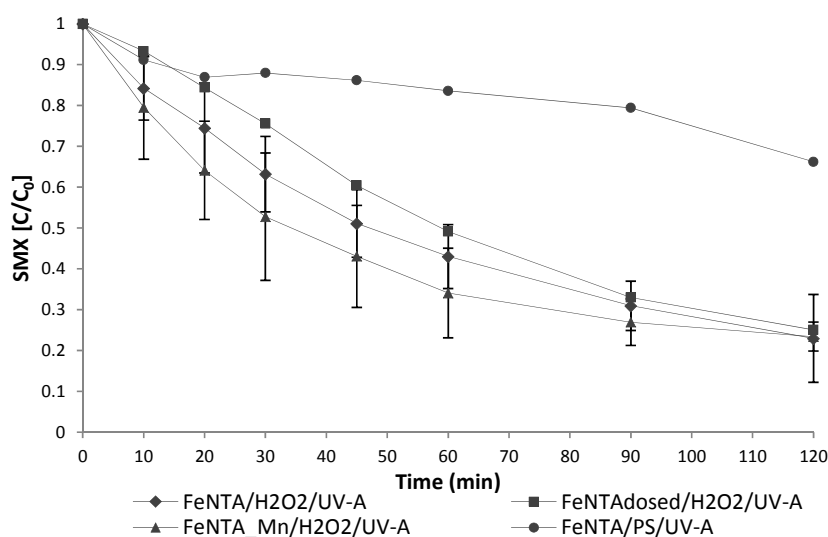 1
0.9
0.8
0.7
0.6
0.5
0.4
0.3
0.2
0.1
0
SMX [C/C₀]
0 10 20 30 40 50 60 70 80 90 100 110 120
Time (min)
FeNTA/H2O2/UV-A FeNTAdosed/H2O2/UV-A
FeNTA_Mn/H2O2/UV-A FeNTA/PS/UV-A